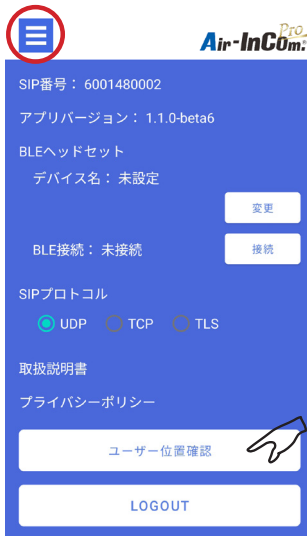 Pro
Air-InCom.
SIP番号： 6001480002
アプリバージョン： 1.1.0-beta6
BLEヘッドセット
デバイス名： 未設定
変更
BLE接続： 未接続
接続
SIPプロトコル
UDP TCP TLS
取扱説明書
プライバシーポリシー
ユーザー位置確認
LOGOUT